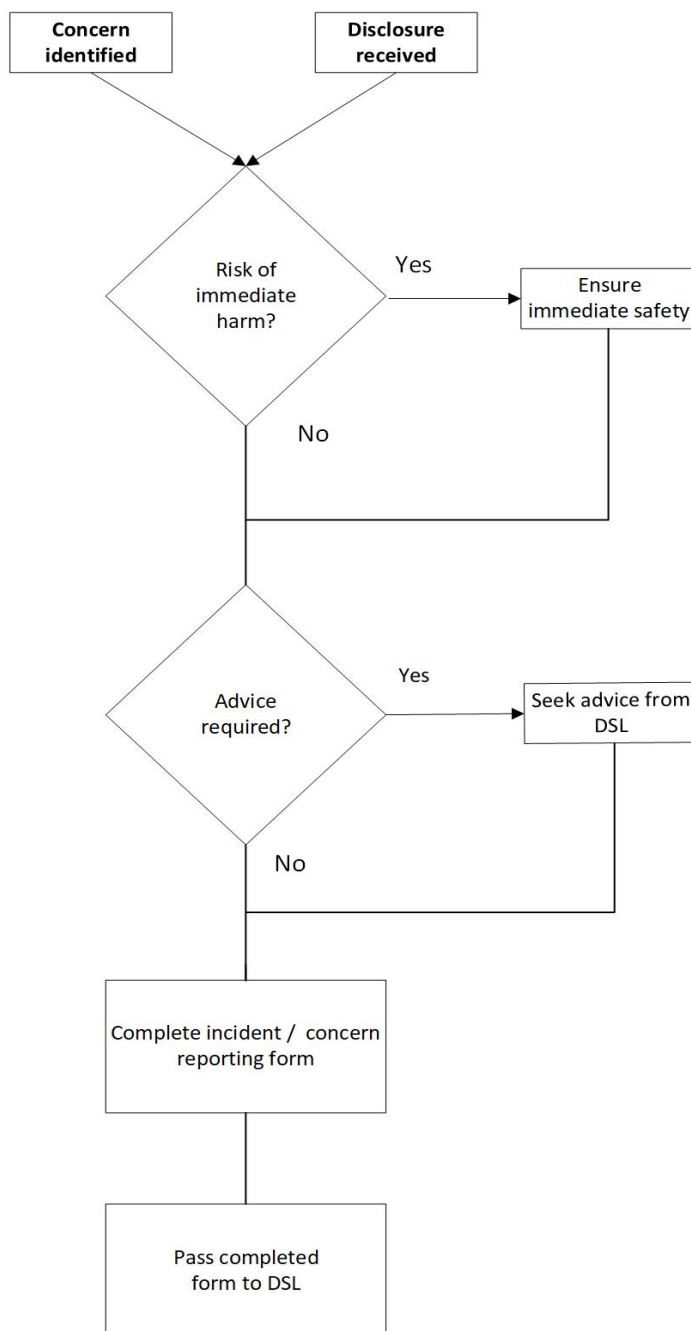 Concern
identified
Disclosure
received
Risk of
immediate
harm?
Yes
Ensure
immediate safety
No
Advice
required?
Yes
Seek advice from
DSL
No
Complete incident / concern
reporting form
Pass completed
form to DSL